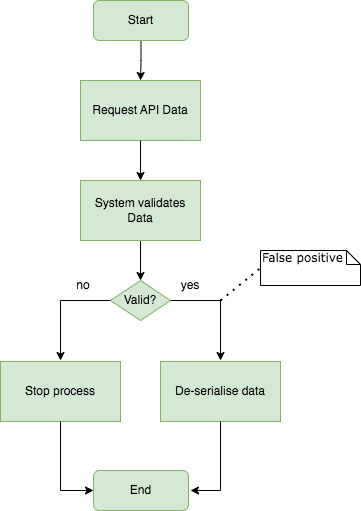 Start
Request API Data
System validates
Data
no
yes
False positive
Valid?
Stop process
De-serialise data
End